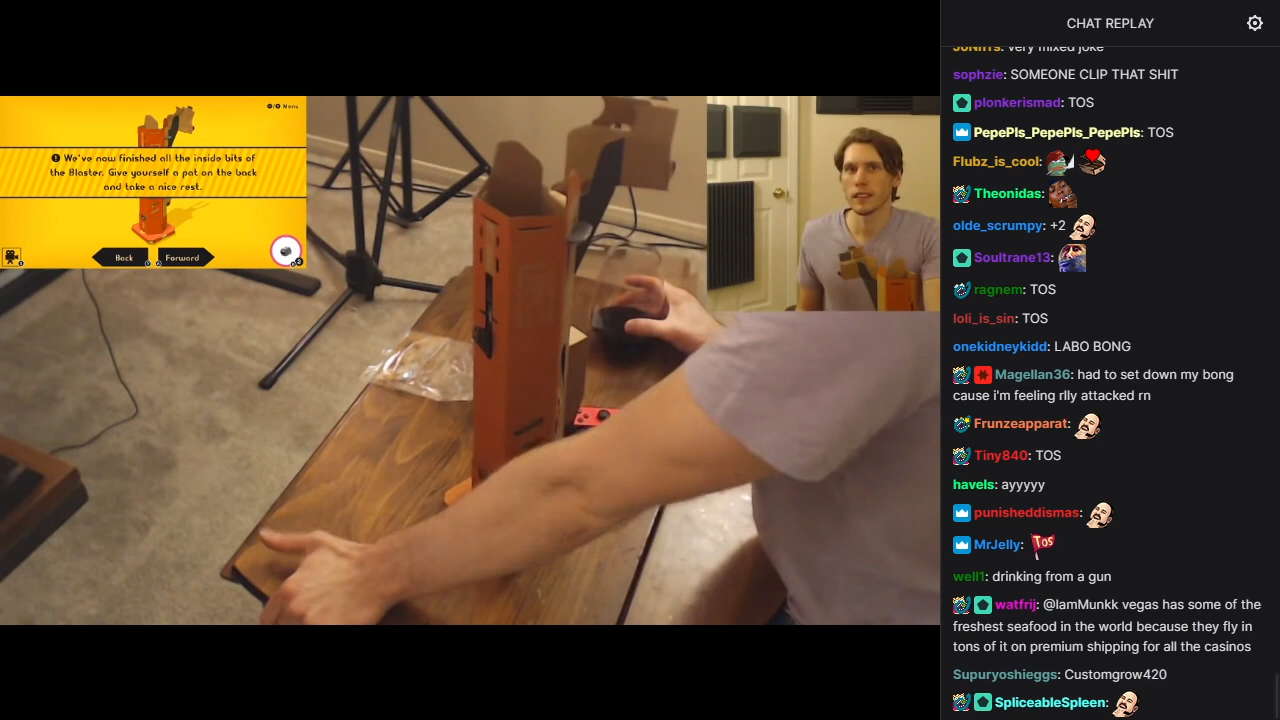 Menu
We've now finished all the inside bits of
the Blaster. Give yourself a pat on the back
and take a nice rest.
Back
Forward
CHAT REPLAY
very mixed joke
sophzie: SOMEONE CLIP THAT SHIT
plonkerismad: TOS
PepePls_PepePls_PepePls: TOS
Flubz_is_cool:
Theonidas:
olde_scrumpy: +2
Soultrane13:
ragnem: TOS
loli_is_sin: TOS
onekidneykidd: LABO BONG
Magellan36: had to set down my bong
cause i'm feeling rlly attacked rn
Frunzeapparat:
Tiny840: TOS
havels: ayyyyy
punisheddismas:
MrJelly: TOS
well1: drinking from a gun
watfrij: @IamMunkk vegas has some of the
freshest seafood in the world because they fly in
tons of it on premium shipping for all the casinos
Supuryoshieggs: Customgrow420
SpliceableSpleen: